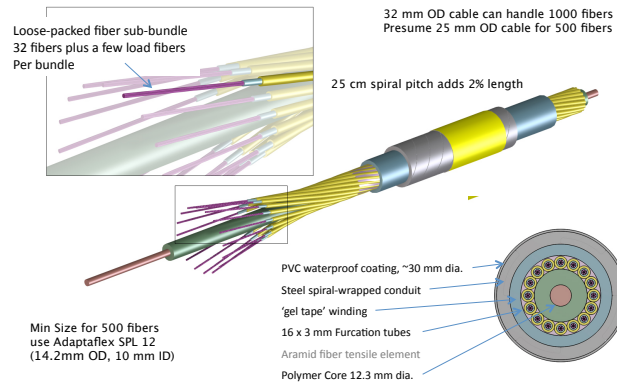 Loose-packed fiber sub-bundle
32 fibers plus a few load fibers
Per bundle
32 mm OD cable can handle 1000 fibers
Presume 25 mm OD cable for 500 fibers
25 cm spiral pitch adds 2% length
PVC waterproof coating, ~30 mm dia.
Steel spiral-wrapped conduit
‘gel tape’ winding
16 x 3 mm Furcation tubes
Aramid fiber tensile element
Polymer Core 12.3 mm dia.
Min Size for 500 fibers
use Adaptaflex SPL 12
(14.2mm OD, 10 mm ID)